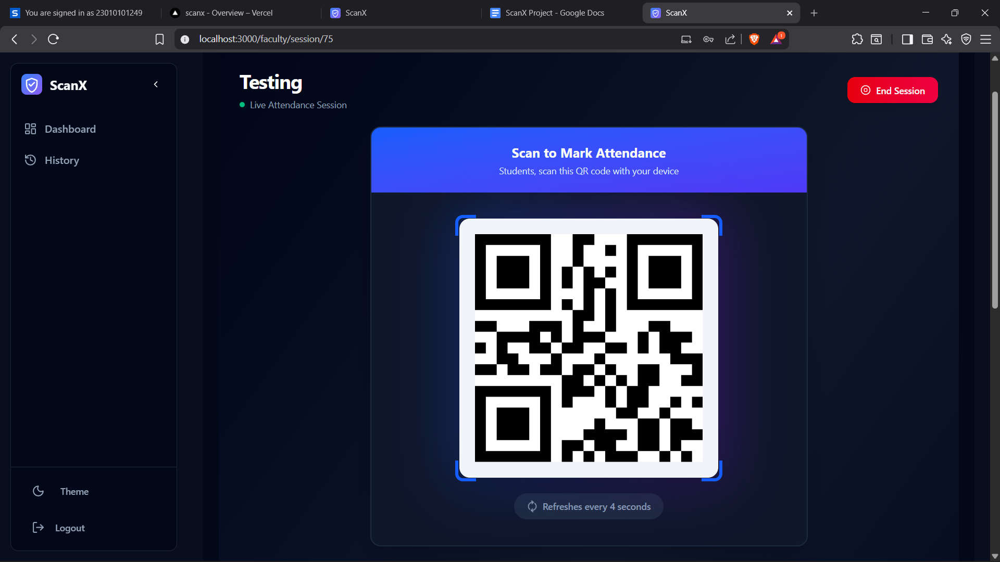 You are signed in as 23010101249
scanx - Overview – Vercel
ScanX
ScanX Project - Google Docs
ScanX
localhost:3000/faculty/session/75
1
ScanX
Dashboard
History
Theme
Logout
Testing
Live Attendance Session
End Session
Scan to Mark Attendance
Students, scan this QR code with your device
Refreshes every 4 seconds